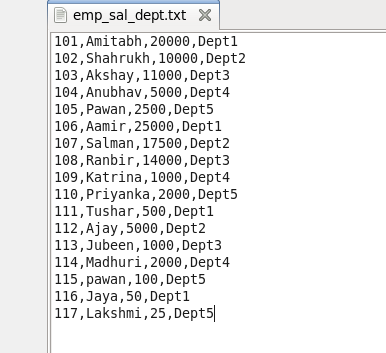 emp_sal_dept.txt
101,Amitabh,20000,Dept1
102,Shahrukh,10000,Dept2
103,Akshay,11000,Dept3
104,Anubhav,5000,Dept4
105,Pawan,2500,Dept5
106,Aamir,25000,Dept1
107,Salman,17500,Dept2
108,Ranbir,14000,Dept3
109,Katrina,1000,Dept4
110,Priyanka,2000,Dept5
111,Tushar,500,Dept1
112,Ajay,5000,Dept2
113,Jubeen,1000,Dept3
114,Madhuri,2000,Dept4
115,pawan,100,Dept5
116,Jaya,50,Dept1
117,Lakshmi,25,Dept5